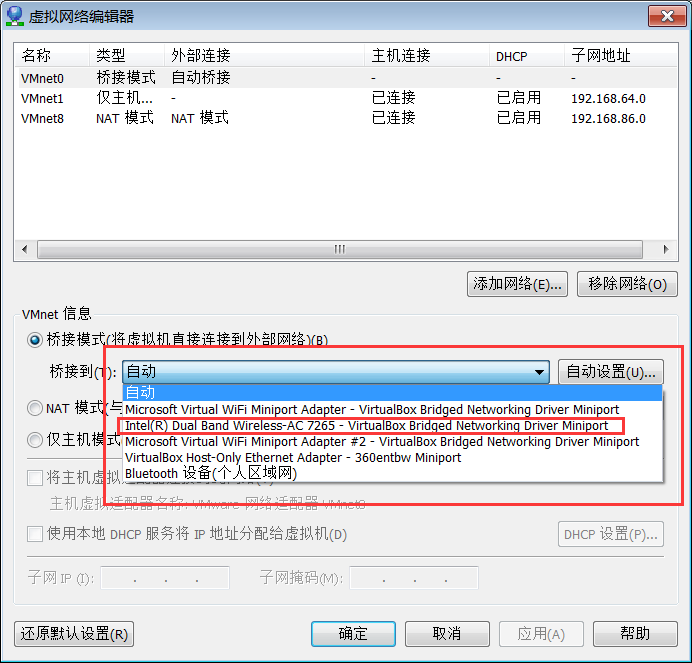 虚拟网络编辑器
名称 类型 外部连接 主机连接 DHCP 子网地址
VMnet0 桥接模式 自动桥接 - - -
VMnet1 仅主机... - 已连接 已启用 192.168.64.0
VMnet8 NAT 模式 NAT 模式 已连接 已启用 192.168.86.0
添加网络(E)... 移除网络(O)
VMnet 信息
桥接模式(将虚拟机直接连接到外部网络)(B)
桥接到(T): 自动 自动设置(U)...
自动
Microsoft Virtual WiFi Miniport Adapter - VirtualBox Bridged Networking Driver Miniport
NAT 模式(与
Intel(R) Dual Band Wireless-AC 7265 - VirtualBox Bridged Networking Driver Miniport
Microsoft Virtual WiFi Miniport Adapter #2 - VirtualBox Bridged Networking Driver Miniport
仅主机模式
VirtualBox Host-Only Ethernet Adapter - 360entbw Miniport
Bluetooth 设备(个人区域网)
将主机虚拟
主机虚拟适配器名称: VMware 网络适配器 VMnet0
使用本地 DHCP 服务将 IP 地址分配给虚拟机(D) DHCP 设置(P)...
子网 IP (I): . . . 子网掩码(M): . . .
还原默认设置(R) 确定 取消 应用(A) 帮助